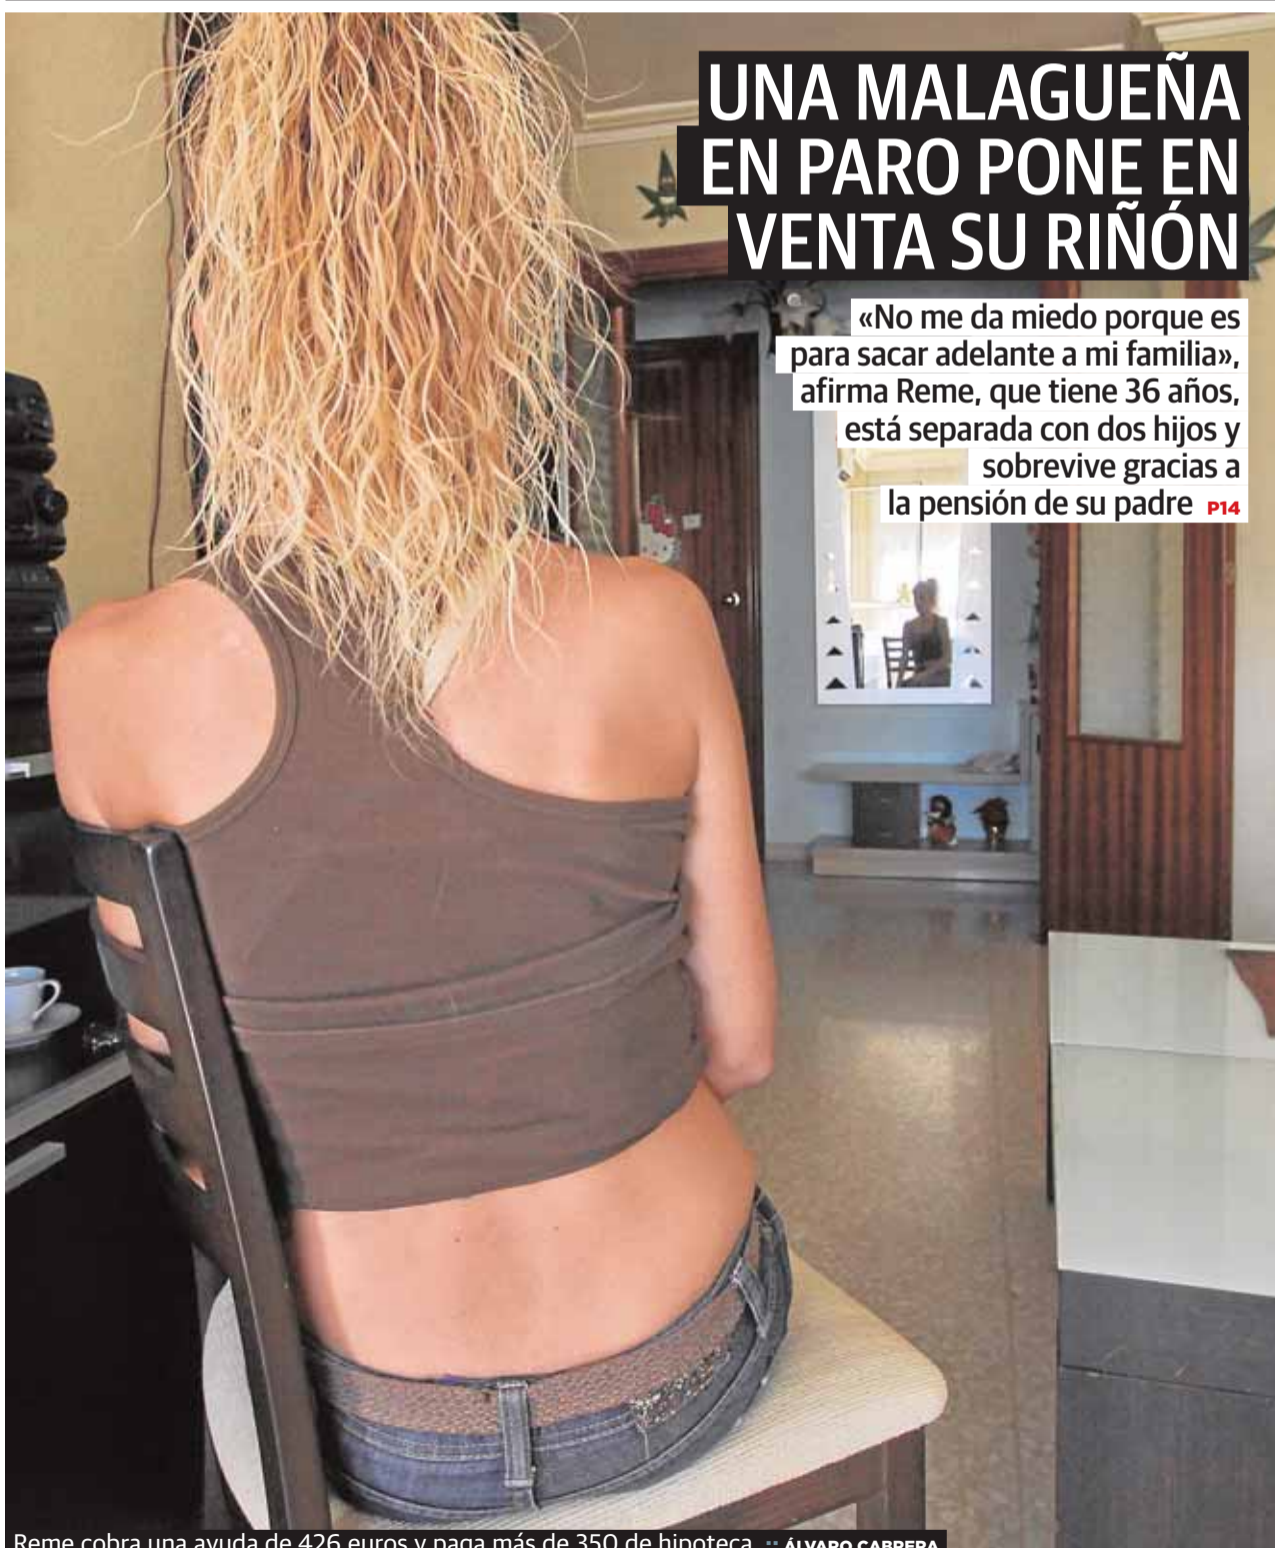 UNA MALAGUEÑA
EN PARO PONE EN
VENTA SU RIÑÓN
«No me da miedo porque es
para sacar adelante a mi familia»,
afirma Reme, que tiene 36 años,
está separada con dos hijos y
sobrevive gracias a
la pensión de su padre P14
Reme cobra una ayuda de 426 euros y paga más de 350 de hipoteca :: ÁLVARO CABRERA